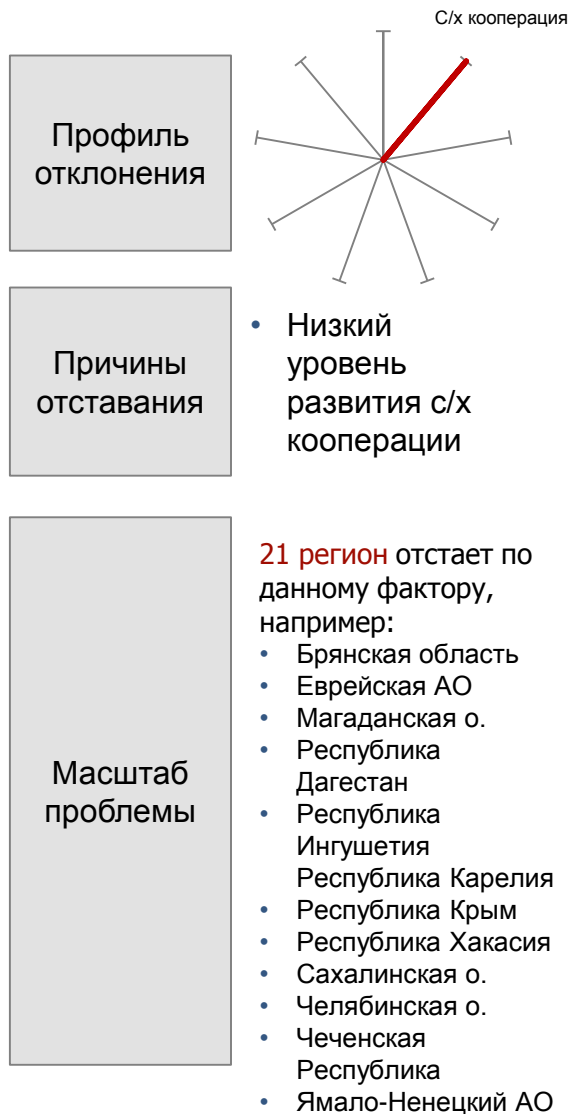 С/х кооперация
Профиль
отклонения
Причины
отставания
• Низкий
уровень
развития с/х
кооперации
Масштаб
проблемы
21 регион отстает по
данному фактору,
например:
• Брянская область
• Еврейская АО
• Магаданская о.
• Республика
Дагестан
• Республика
Ингушетия
Республика Карелия
• Республика Крым
• Республика Хакасия
• Сахалинская о.
• Челябинская о.
• Чеченская
Республика
• Ямало-Ненецкий АО